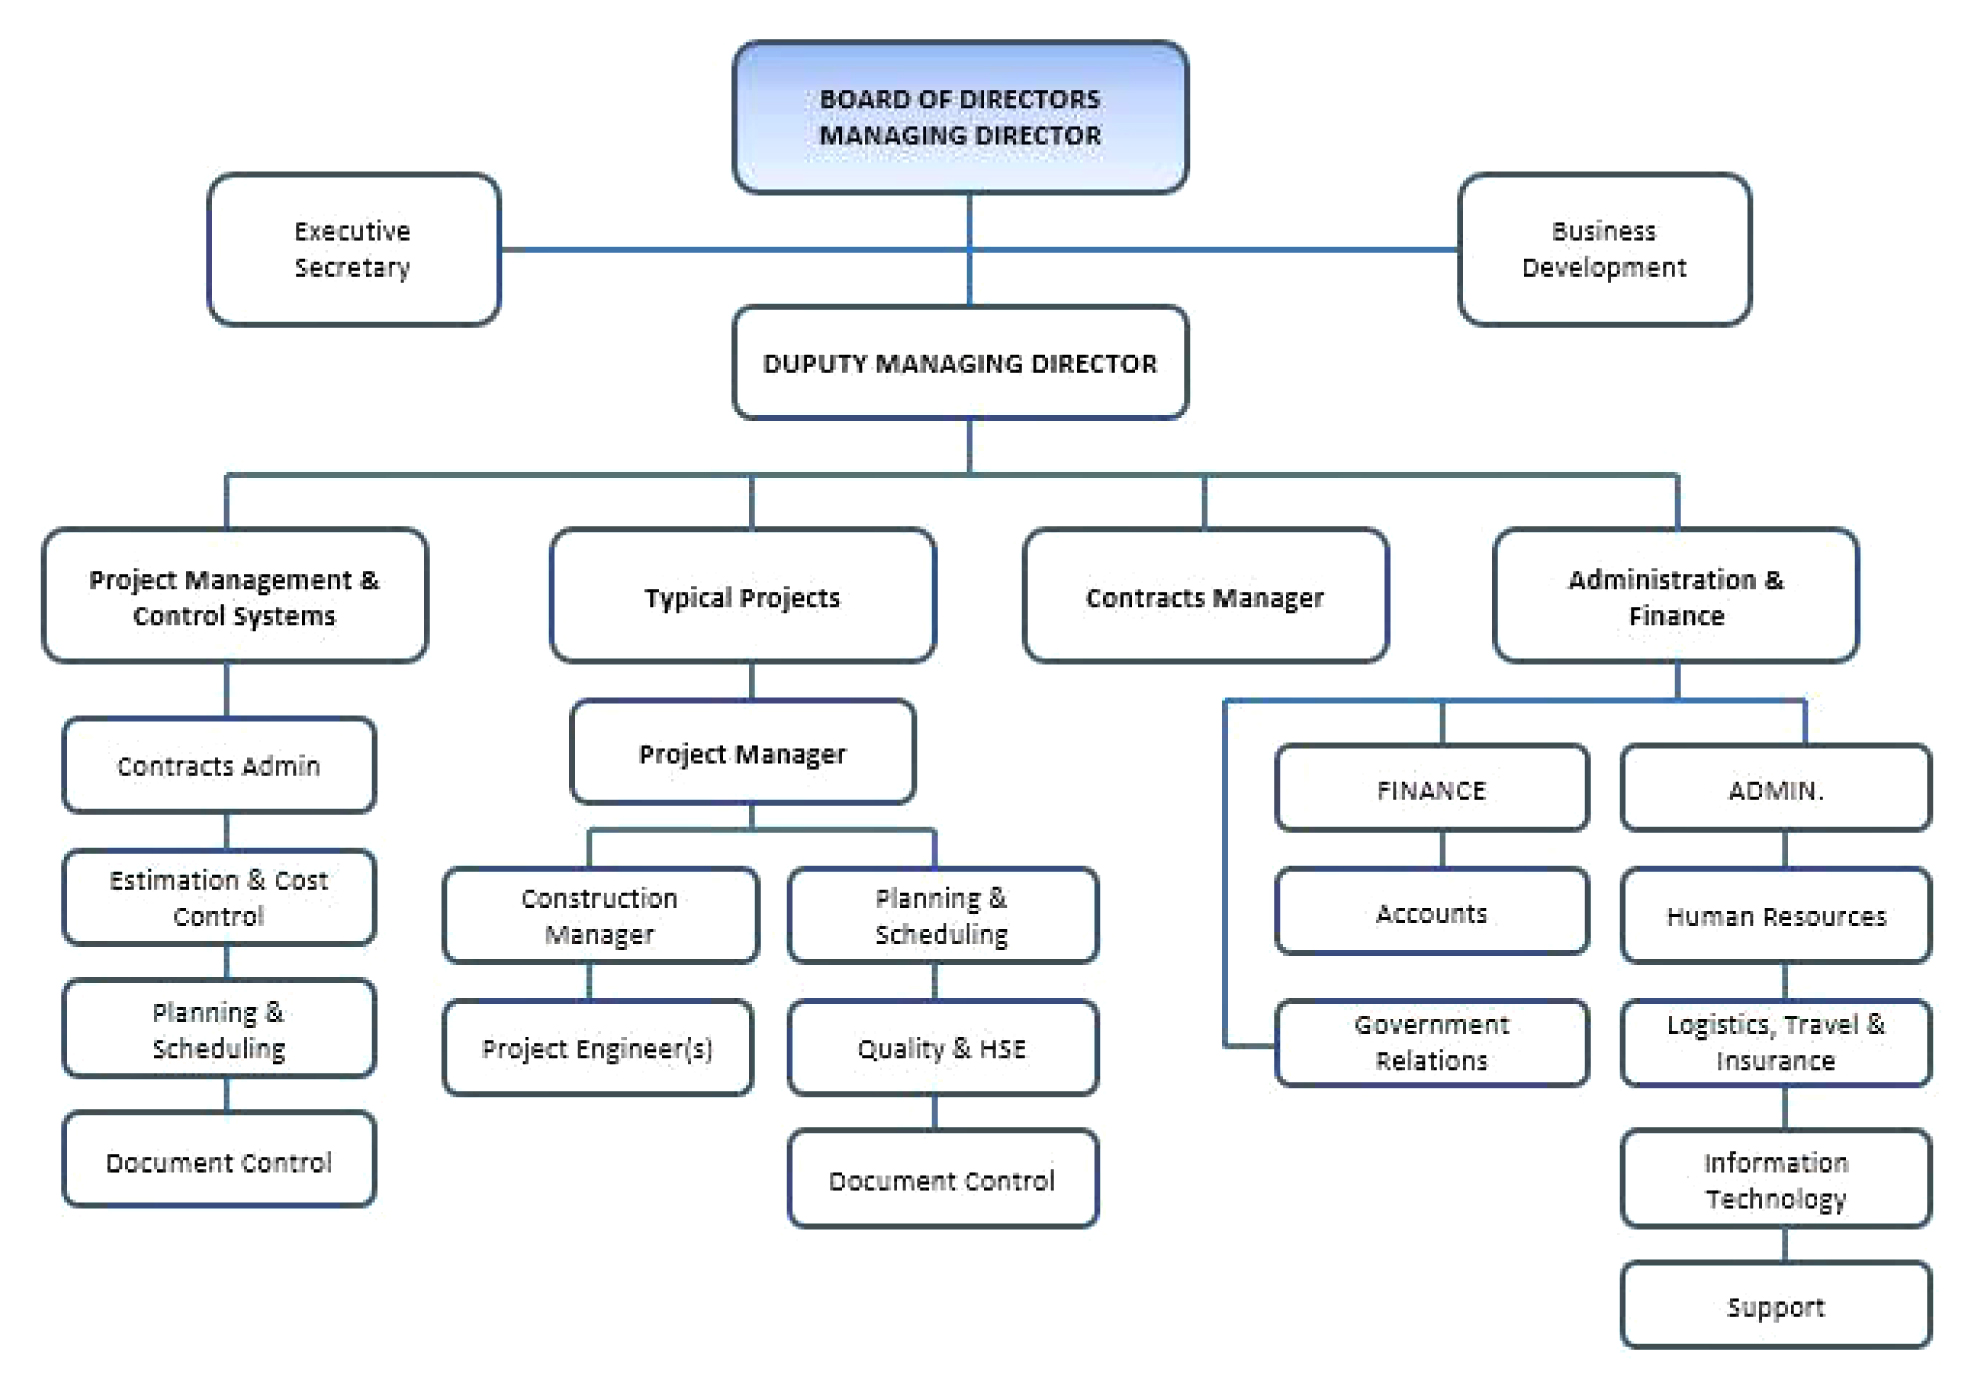 BOARD OF DIRECTORS
MANAGING DIRECTOR
Executive
Secretary
Business
Development
DUPUTY MANAGING DIRECTOR
Project Management &
Control Systems
Typical Projects
Contracts Manager
Administration &
Finance
Contracts Admin
Estimation & Cost
Control
Planning &
Scheduling
Document Control
Project Manager
Construction
Manager
Project Engineer(s)
Planning &
Scheduling
Quality & HSE
Document Control
FINANCE
Accounts
Government
Relations
ADMIN.
Human Resources
Logistics, Travel &
Insurance
Information
Technology
Support